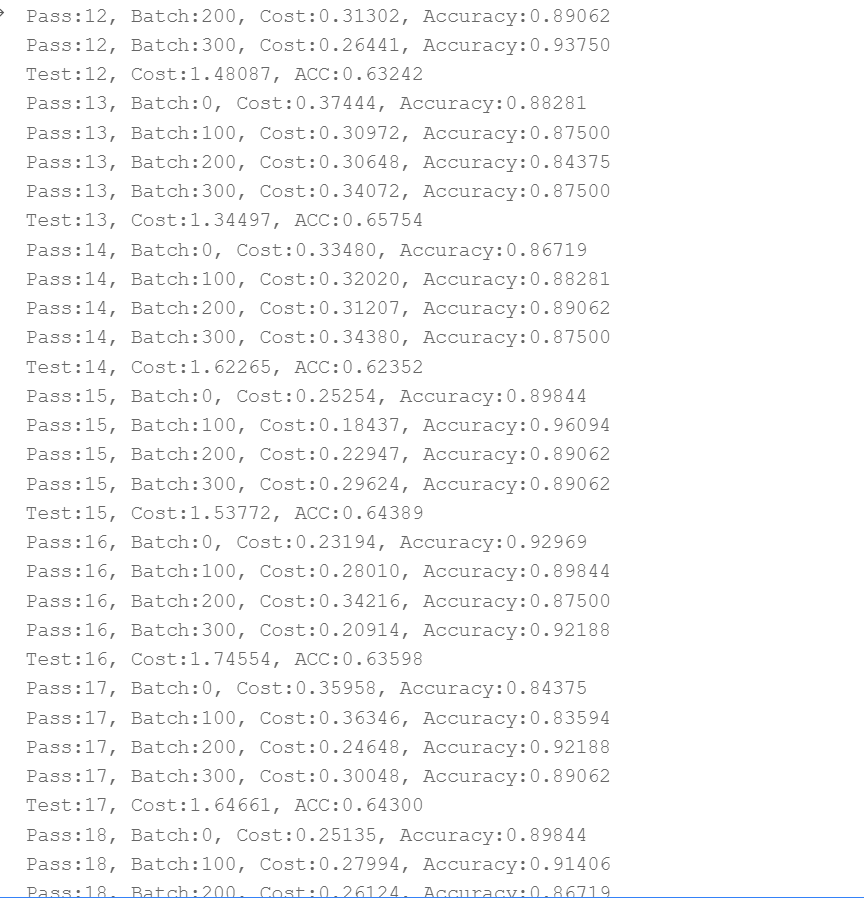 Pass:12, Batch:200, Cost:0.31302, Accuracy:0.89062
Pass:12, Batch:300, Cost:0.26441, Accuracy:0.93750
Test:12, Cost:1.48087, ACC:0.63242
Pass:13, Batch:0, Cost:0.37444, Accuracy:0.88281
Pass:13, Batch:100, Cost:0.30972, Accuracy:0.87500
Pass:13, Batch:200, Cost:0.30648, Accuracy:0.84375
Pass:13, Batch:300, Cost:0.34072, Accuracy:0.87500
Test:13, Cost:1.34497, ACC:0.65754
Pass:14, Batch:0, Cost:0.33480, Accuracy:0.86719
Pass:14, Batch:100, Cost:0.32020, Accuracy:0.88281
Pass:14, Batch:200, Cost:0.31207, Accuracy:0.89062
Pass:14, Batch:300, Cost:0.34380, Accuracy:0.87500
Test:14, Cost:1.62265, ACC:0.62352
Pass:15, Batch:0, Cost:0.25254, Accuracy:0.89844
Pass:15, Batch:100, Cost:0.18437, Accuracy:0.96094
Pass:15, Batch:200, Cost:0.22947, Accuracy:0.89062
Pass:15, Batch:300, Cost:0.29624, Accuracy:0.89062
Test:15, Cost:1.53772, ACC:0.64389
Pass:16, Batch:0, Cost:0.23194, Accuracy:0.92969
Pass:16, Batch:100, Cost:0.28010, Accuracy:0.89844
Pass:16, Batch:200, Cost:0.34216, Accuracy:0.87500
Pass:16, Batch:300, Cost:0.20914, Accuracy:0.92188
Test:16, Cost:1.74554, ACC:0.63598
Pass:17, Batch:0, Cost:0.35958, Accuracy:0.84375
Pass:17, Batch:100, Cost:0.36346, Accuracy:0.83594
Pass:17, Batch:200, Cost:0.24648, Accuracy:0.92188
Pass:17, Batch:300, Cost:0.30048, Accuracy:0.89062
Test:17, Cost:1.64661, ACC:0.64300
Pass:18, Batch:0, Cost:0.25135, Accuracy:0.89844
Pass:18, Batch:100, Cost:0.27994, Accuracy:0.91406
Pass:18, Batch:200, Cost:0.26124, Accuracy:0.86719